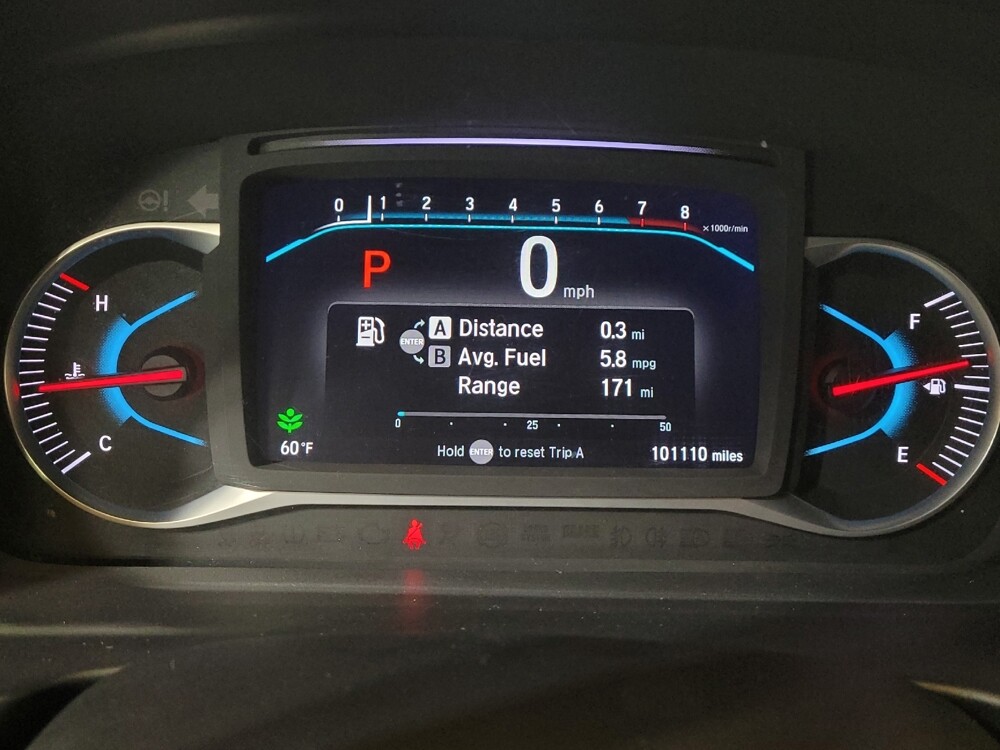 0 1 2 3 4 5 6 7 8
×1000r/min
P 0 mph
H
C
F
E
ENTER
A Distance 0.3 mi
B Avg. Fuel 5.8 mpg
Range 171 mi
0 25 50
60°F
Hold ENTER to reset Trip A
101110 miles